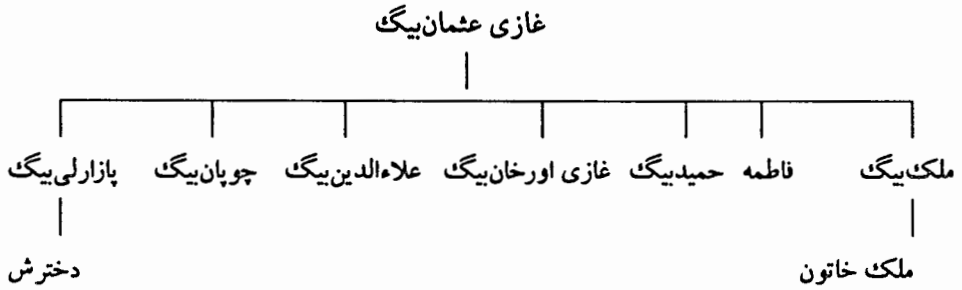 غازی عثمان‌بیگ
ملک‌بیگ فاطمه حمیدبیگ غازی اورخان‌بیگ علاءالدین‌بیگ چوپان‌بیگ پازارلی‌بیگ
ملک خاتون دخترش